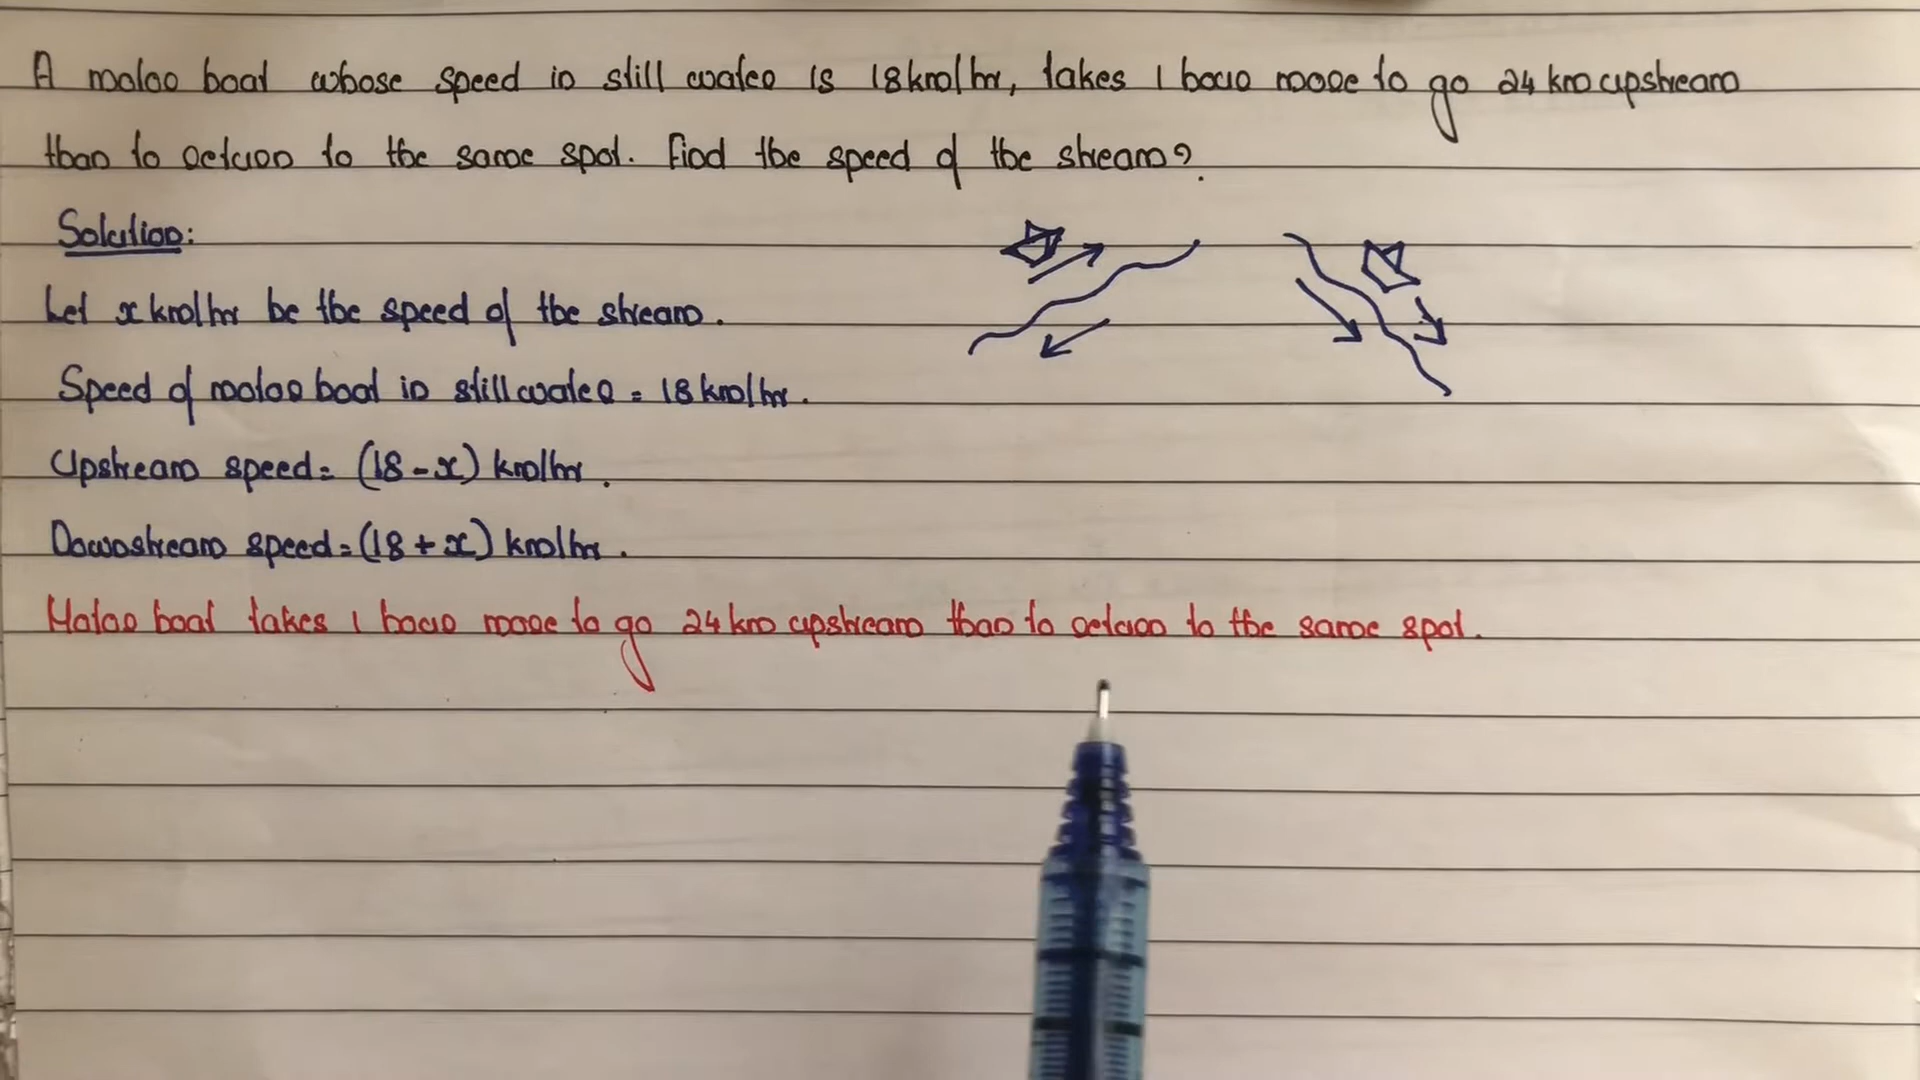 A motor boat whose speed in still water is 18km/hr, takes 1 hour more to go 24 km upstream
than to return to the same spot. Find the speed of the stream?
Solution:
Let x km/hr be the speed of the stream.
Speed of motor boat in still water = 18 km/hr.
Upstream speed = (18 - x) km/hr.
Downstream speed = (18 + x) km/hr.
Motor boat takes 1 hour more to go 24 km upstream than to return to the same spot.